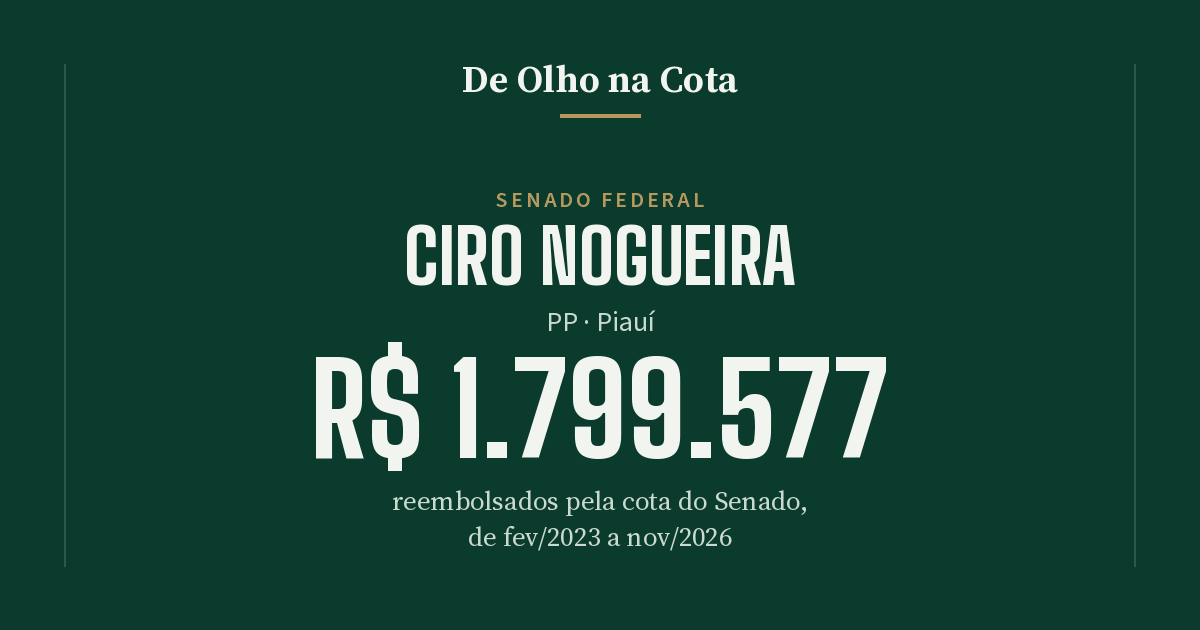 De Olho na Cota
SENADO FEDERAL
CIRO NOGUEIRA
PP · Piauí
R$ 1.799.577
reembolsados pela cota do Senado,
de fev/2023 a nov/2026